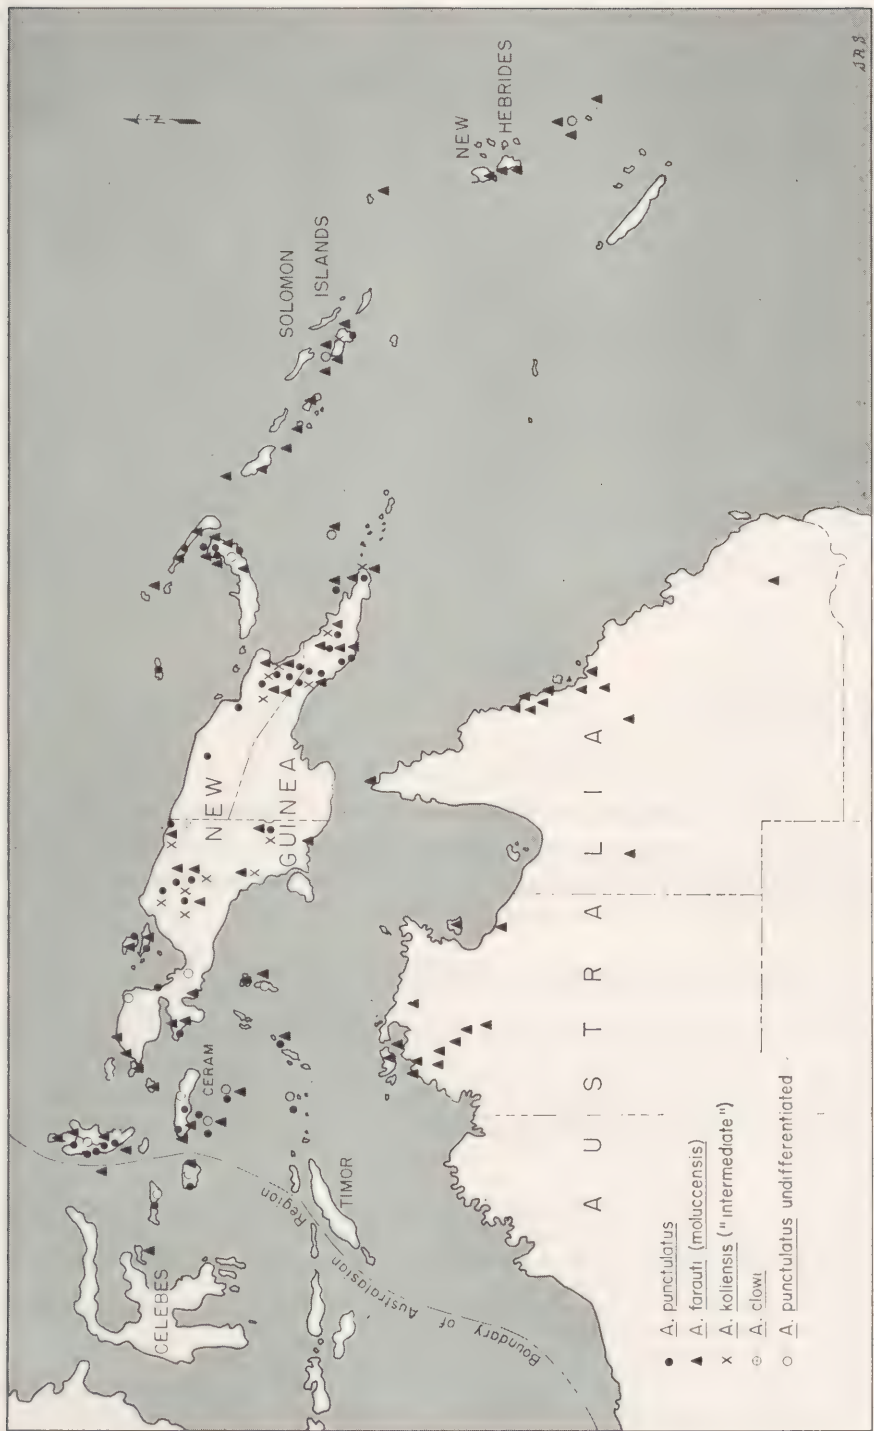 N
CELEBES
CERAM
TIMOR
Boundary of Australasian Region
NEW
GUINEA
SOLOMON
ISLANDS
NEW
HEBRIDES
AUSTRALIA
A. punctulatus
A. farauti (moluccensis)
x A. koliensis ("intermediate")
A. clowi
A. punctulatus undifferentiated